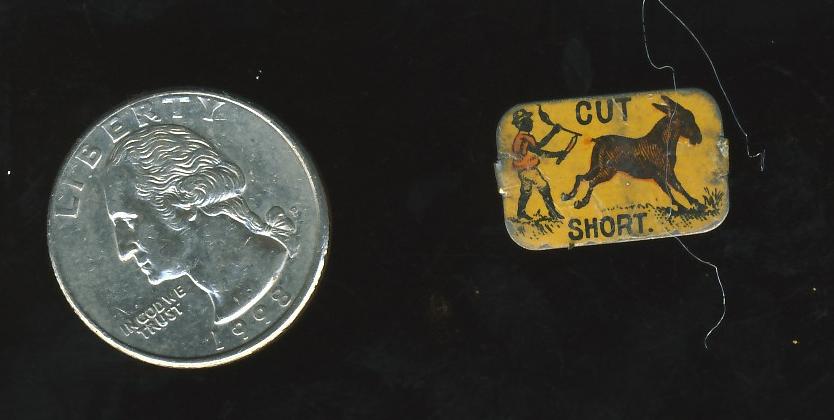 LIBERTY
IN GOD WE
TRUST
1998
CUT
SHORT.